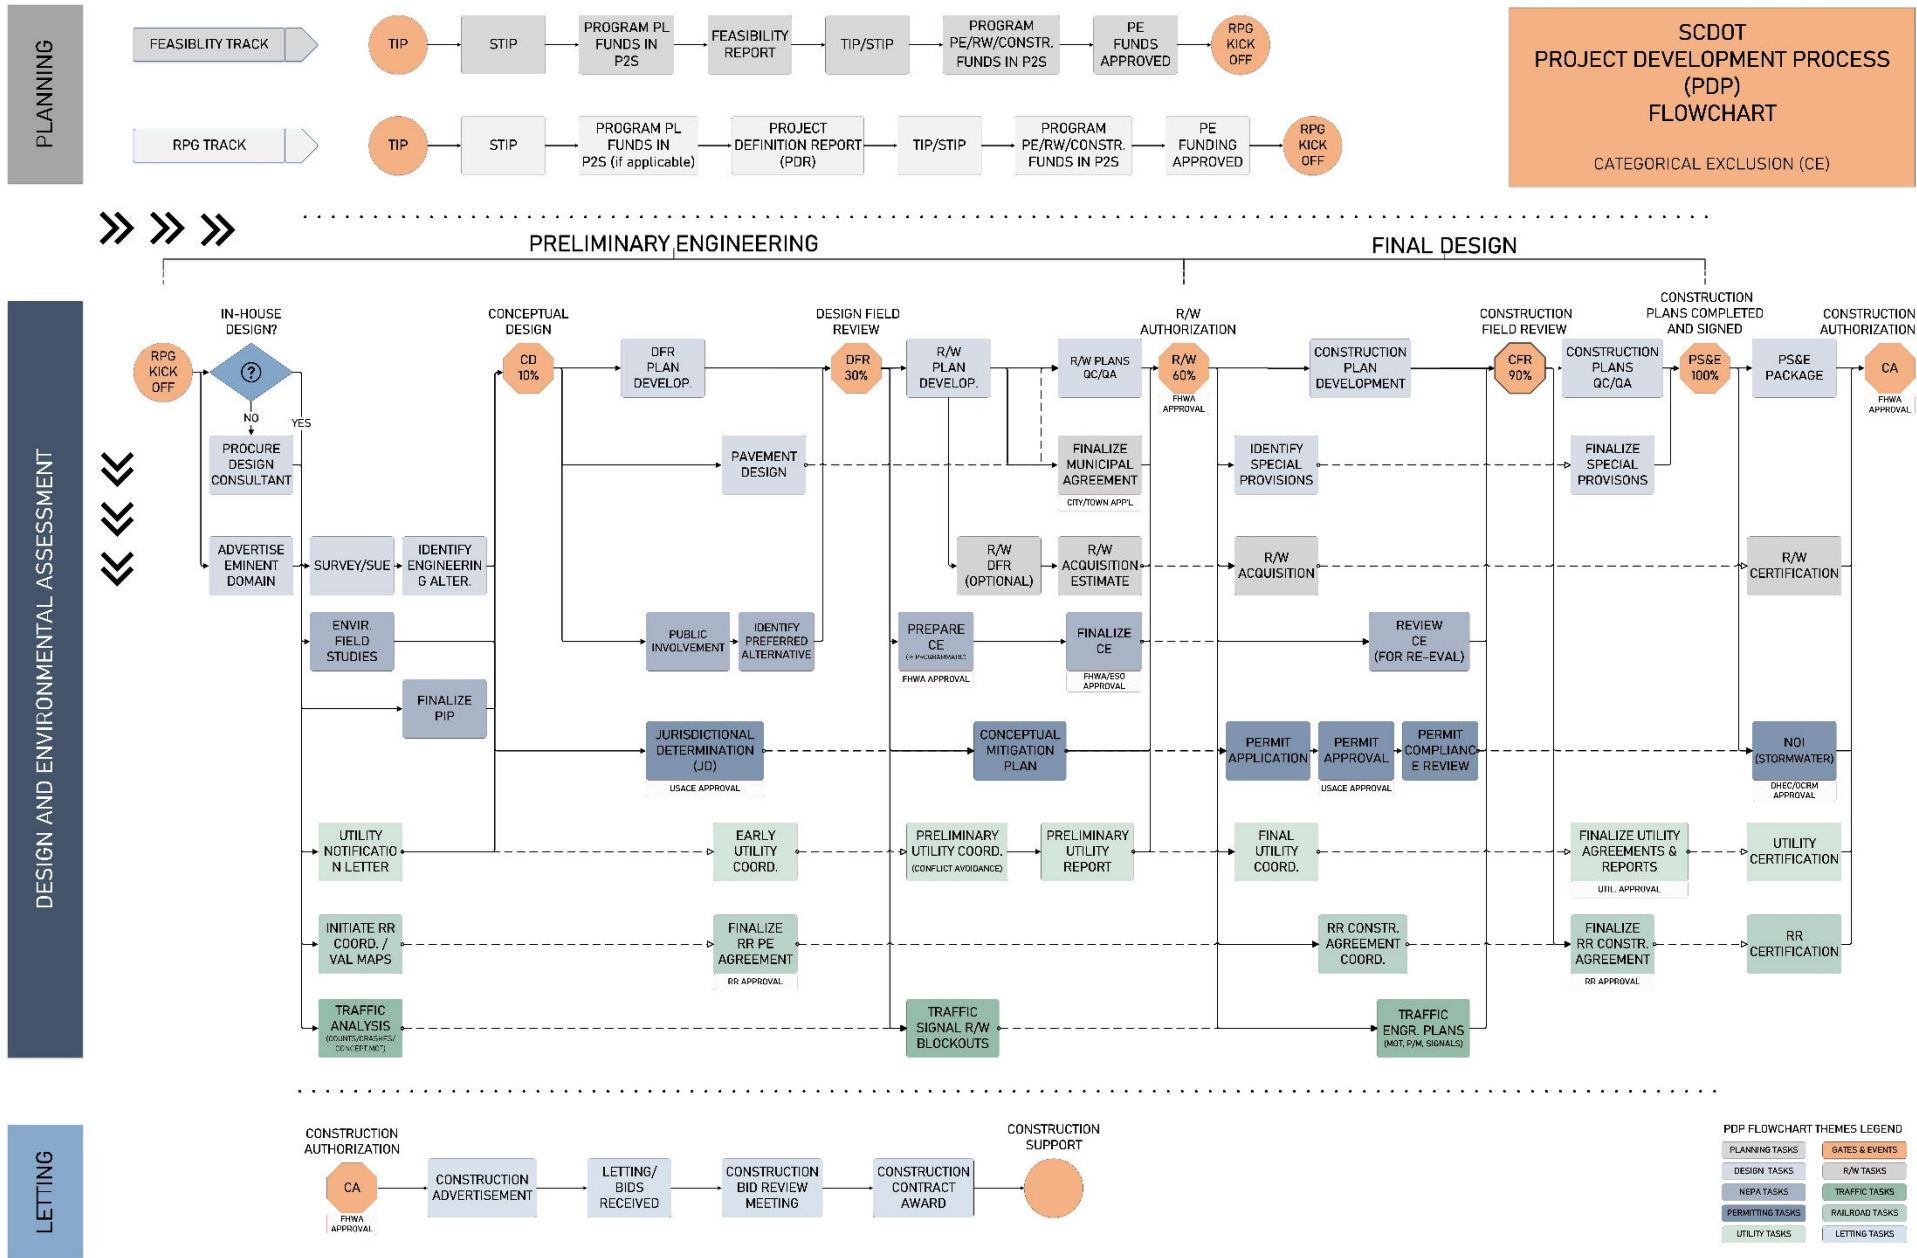 PLANNING
FEASIBLITY TRACK
TIP
STIP
PROGRAM PL
FUNDS IN
P2S
FEASIBILITY
REPORT
TIP/STIP
PROGRAM
PE/RW/CONSTR.
FUNDS IN P2S
PE
FUNDS
APPROVED
RPG
KICK
OFF
RPG TRACK
TIP
STIP
PROGRAM PL
FUNDS IN
P2S (if applicable)
PROJECT
DEFINITION REPORT
(PDR)
TIP/STIP
PROGRAM
PE/RW/CONSTR.
FUNDS IN P2S
PE
FUNDING
APPROVED
RPG
KICK
OFF
SCDOT
PROJECT DEVELOPMENT PROCESS
(PDP)
FLOWCHART
CATEGORICAL EXCLUSION (CE)
PRELIMINARY ENGINEERING
FINAL DESIGN
DESIGN AND ENVIRONMENTAL ASSESSMENT
IN-HOUSE
DESIGN?
CONCEPTUAL
DESIGN
DESIGN FIELD
REVIEW
R/W
AUTHORIZATION
CONSTRUCTION
FIELD REVIEW
CONSTRUCTION
PLANS COMPLETED
AND SIGNED
CONSTRUCTION
AUTHORIZATION
RPG
KICK
OFF
?
NO
YES
CD
10%
DFR
PLAN
DEVELOP.
DFR
30%
R/W
PLAN
DEVELOP.
R/W PLANS
QC/QA
R/W
60%
FHWA
APPROVAL
CONSTRUCTION
PLAN
DEVELOPMENT
CFR
90%
CONSTRUCTION
PLANS
QC/QA
PS&E
100%
PS&E
PACKAGE
CA
FHWA
APPROVAL
PROCURE
DESIGN
CONSULTANT
PAVEMENT
DESIGN
FINALIZE
MUNICIPAL
AGREEMENT
CITY/TOWN APP'L
IDENTIFY
SPECIAL
PROVISIONS
FINALIZE
SPECIAL
PROVISONS
ADVERTISE
EMINENT
DOMAIN
SURVEY/SUE
IDENTIFY
ENGINEERIN
G ALTER.
R/W
DFR
(OPTIONAL)
R/W
ACQUISITION
ESTIMATE
R/W
ACQUISITION
R/W
CERTIFICATION
ENVIR.
FIELD
STUDIES
PUBLIC
INVOLVEMENT
IDENTIFY
PREFERRED
ALTERNATIVE
PREPARE
CE
(> PROGRAMMATIC)
FHWA APPROVAL
FINALIZE
CE
FHWA/ESO
APPROVAL
REVIEW
CE
(FOR RE-EVAL)
FINALIZE
PIP
JURISDICTIONAL
DETERMINATION
(JD)
USACE APPROVAL
CONCEPTUAL
MITIGATION
PLAN
PERMIT
APPLICATION
PERMIT
APPROVAL
USACE APPROVAL
PERMIT
COMPLIANC
E REVIEW
NOI
(STORMWATER)
DHEC/OCRM
APPROVAL
UTILITY
NOTIFICATIO
N LETTER
EARLY
UTILITY
COORD.
PRELIMINARY
UTILITY COORD.
(CONFLICT AVOIDANCE)
PRELIMINARY
UTILITY
REPORT
FINAL
UTILITY
COORD.
FINALIZE UTILITY
AGREEMENTS &
REPORTS
UTIL. APPROVAL
UTILITY
CERTIFICATION
INITIATE RR
COORD. /
VAL MAPS
FINALIZE
RR PE
AGREEMENT
RR APPROVAL
RR CONSTR.
AGREEMENT
COORD.
FINALIZE
RR CONSTR.
AGREEMENT
RR APPROVAL
RR
CERTIFICATION
TRAFFIC
ANALYSIS
(COUNTS/CRASHES/
CONCEPT.MOT)
TRAFFIC
SIGNAL R/W
BLOCKOUTS
TRAFFIC
ENGR. PLANS
(MOT, P/M, SIGNALS)
LETTING
CONSTRUCTION
AUTHORIZATION
CA
FHWA
APPROVAL
CONSTRUCTION
ADVERTISEMENT
LETTING/
BIDS
RECEIVED
CONSTRUCTION
BID REVIEW
MEETING
CONSTRUCTION
CONTRACT
AWARD
CONSTRUCTION
SUPPORT
PDP FLOWCHART THEMES LEGEND
PLANNING TASKS
GATES & EVENTS
DESIGN TASKS
R/W TASKS
NEPA TASKS
TRAFFIC TASKS
PERMITTING TASKS
RAILROAD TASKS
UTILITY TASKS
LETTING TASKS